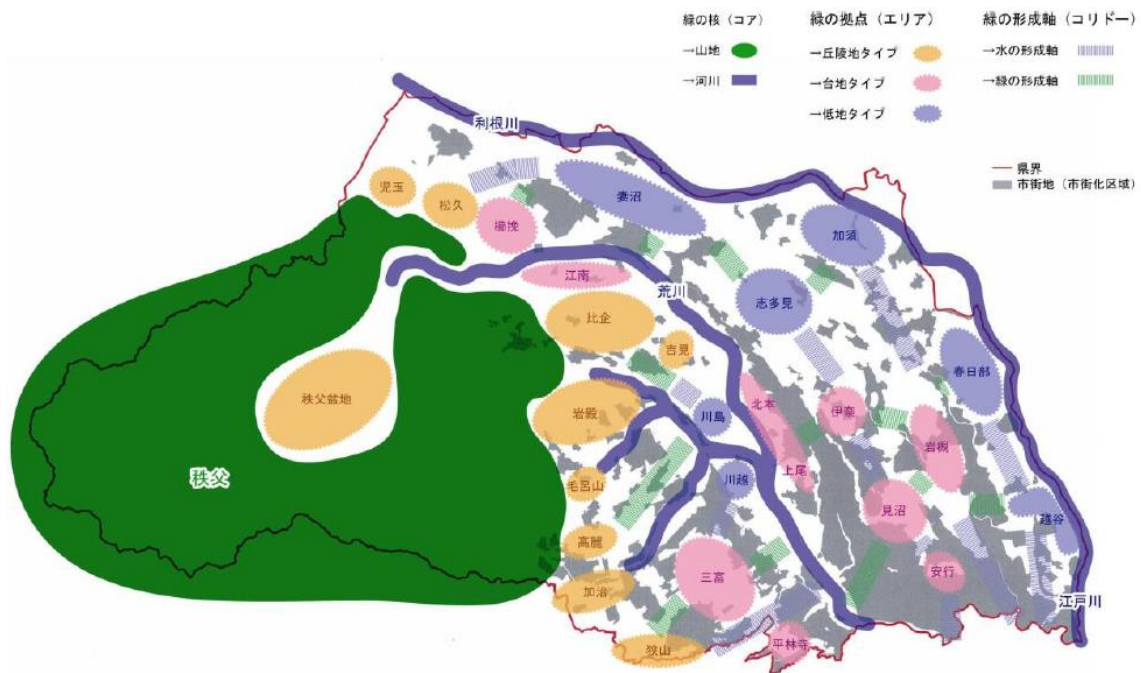 緑の核（コア）
→山地
→河川
緑の拠点（エリア）
→丘陵地タイプ
→台地タイプ
→低地タイプ
緑の形成軸（コリドー）
→水の形成軸
→緑の形成軸
県界
市街地（市街化区域）
利根川
児玉
松久
櫛挽
妻沼
加須
江南
荒川
志多見
比企
吉見
春日部
秩父盆地
岩殿
川島
北本
伊奈
岩槻
上尾
秩父
毛呂山
川越
見沼
越谷
高麗
三富
安行
加治
江戸川
狭山
平林寺